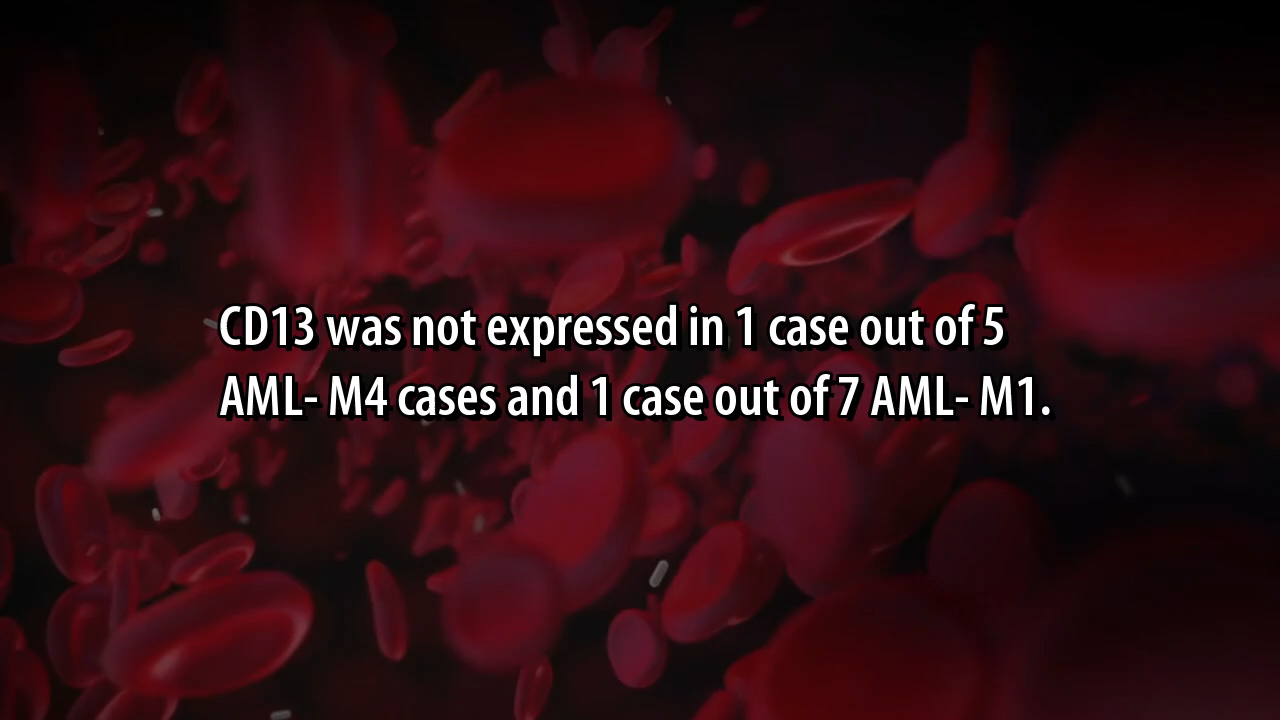 CD13 was not expressed in 1 case out of 5
AML- M4 cases and 1 case out of 7 AML- M1.